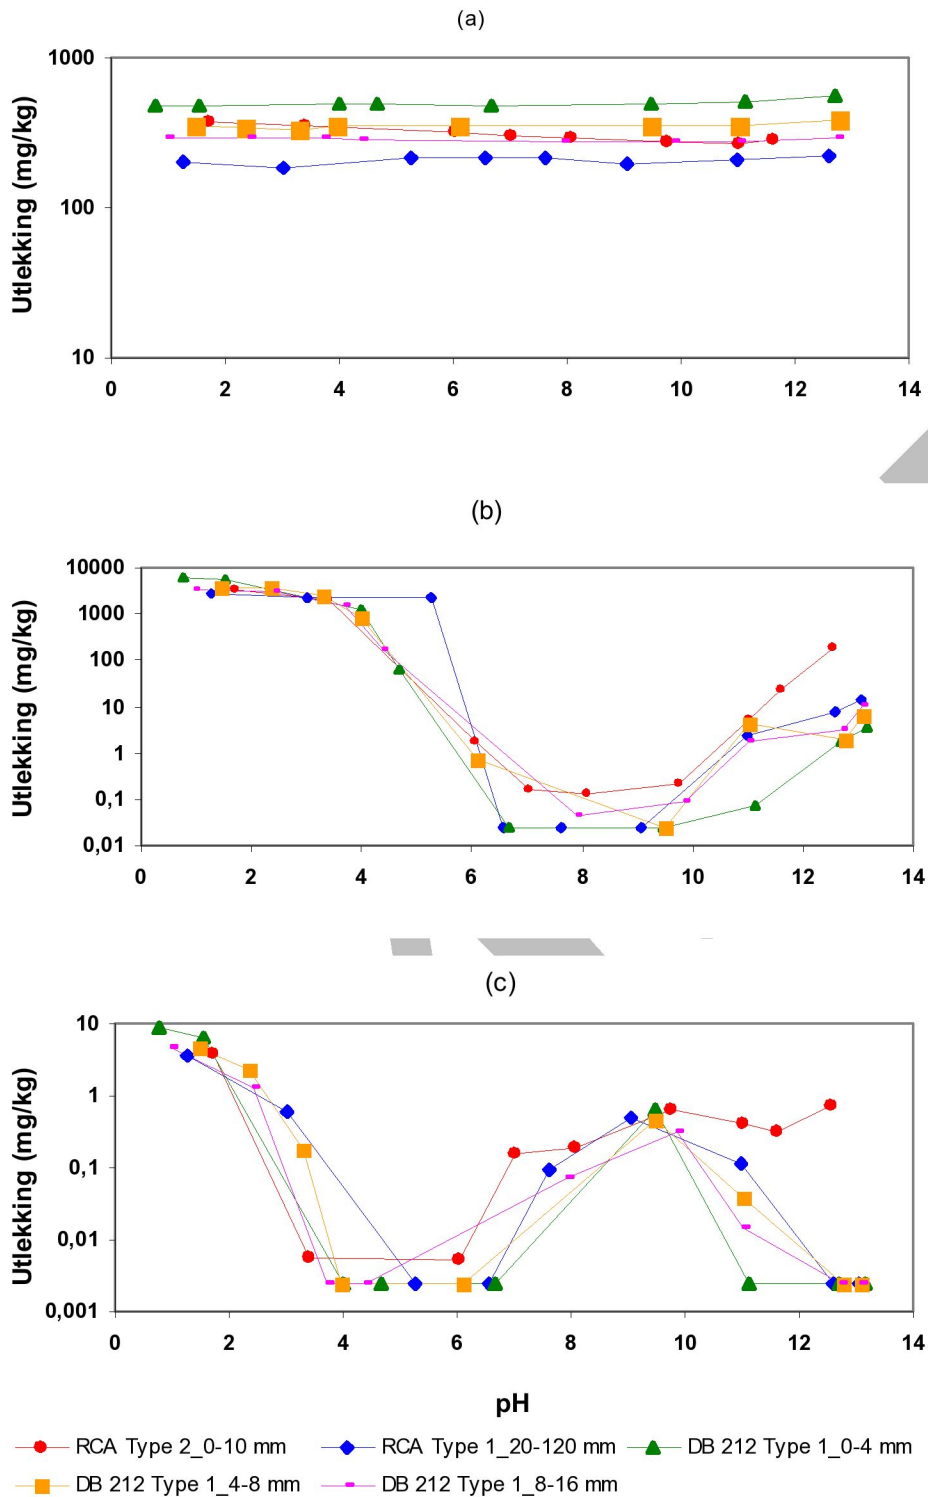 (a)
1000
100
10
Utlekking (mg/kg)
0 2 4 6 8 10 12 14
(b)
10000
1000
100
10
1
0,1
0,01
Utlekking (mg/kg)
0 2 4 6 8 10 12 14
(c)
10
1
0,1
0,01
0,001
Utlekking (mg/kg)
0 2 4 6 8 10 12 14
pH
RCA Type 2_0-10 mm RCA Type 1_20-120 mm DB 212 Type 1_0-4 mm
DB 212 Type 1_4-8 mm DB 212 Type 1_8-16 mm